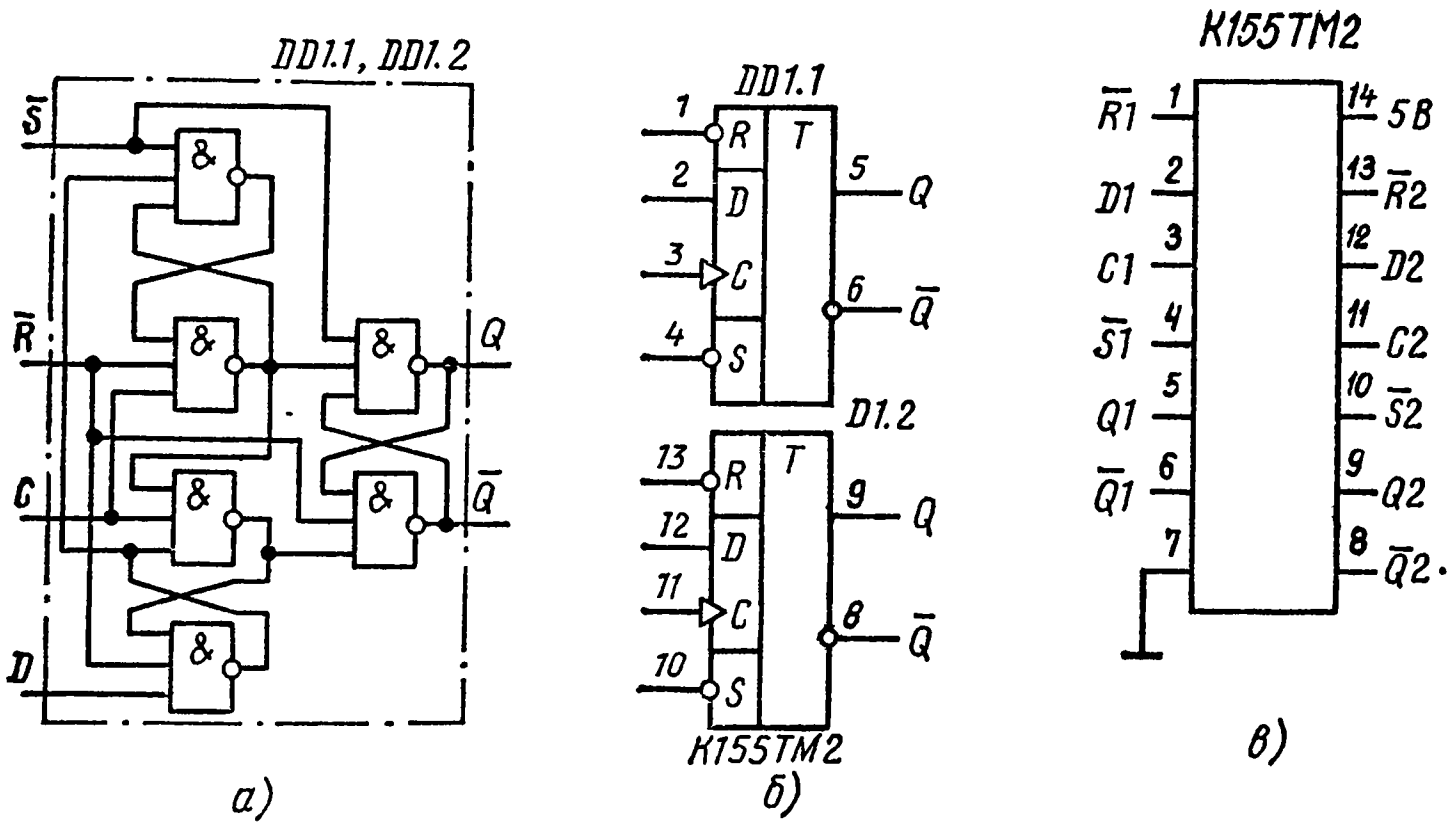 DD1.1, DD1.2
S̅
&
R̅
&
&
Q
C
&
&
Q̅
D
&
а)
DD1.1
1 R T
2 D 5 Q
3 C 6 Q̅
4 S
D1.2
13 R T
12 D 9 Q
11 C 8 Q̅
10 S
К155ТМ2
б)
К155ТМ2
R̅1 1 14 5В
D1 2 13 R̅2
C1 3 12 D2
S̅1 4 11 C2
Q1 5 10 S̅2
Q̅1 6 9 Q2
7 8 Q̅2.
в)